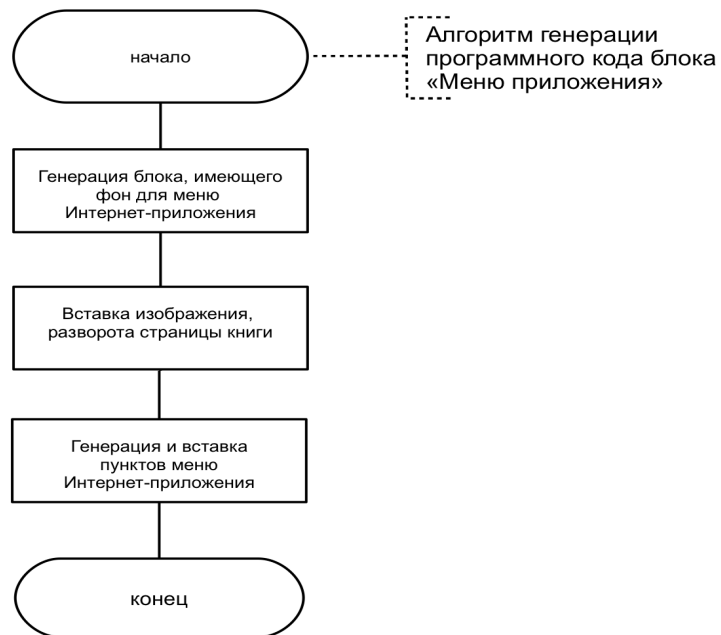 начало
Алгоритм генерации
программного кода блока
«Меню приложения»
Генерация блока, имеющего
фон для меню
Интернет-приложения
Вставка изображения,
разворота страницы книги
Генерация и вставка
пунктов меню
Интернет-приложения
конец